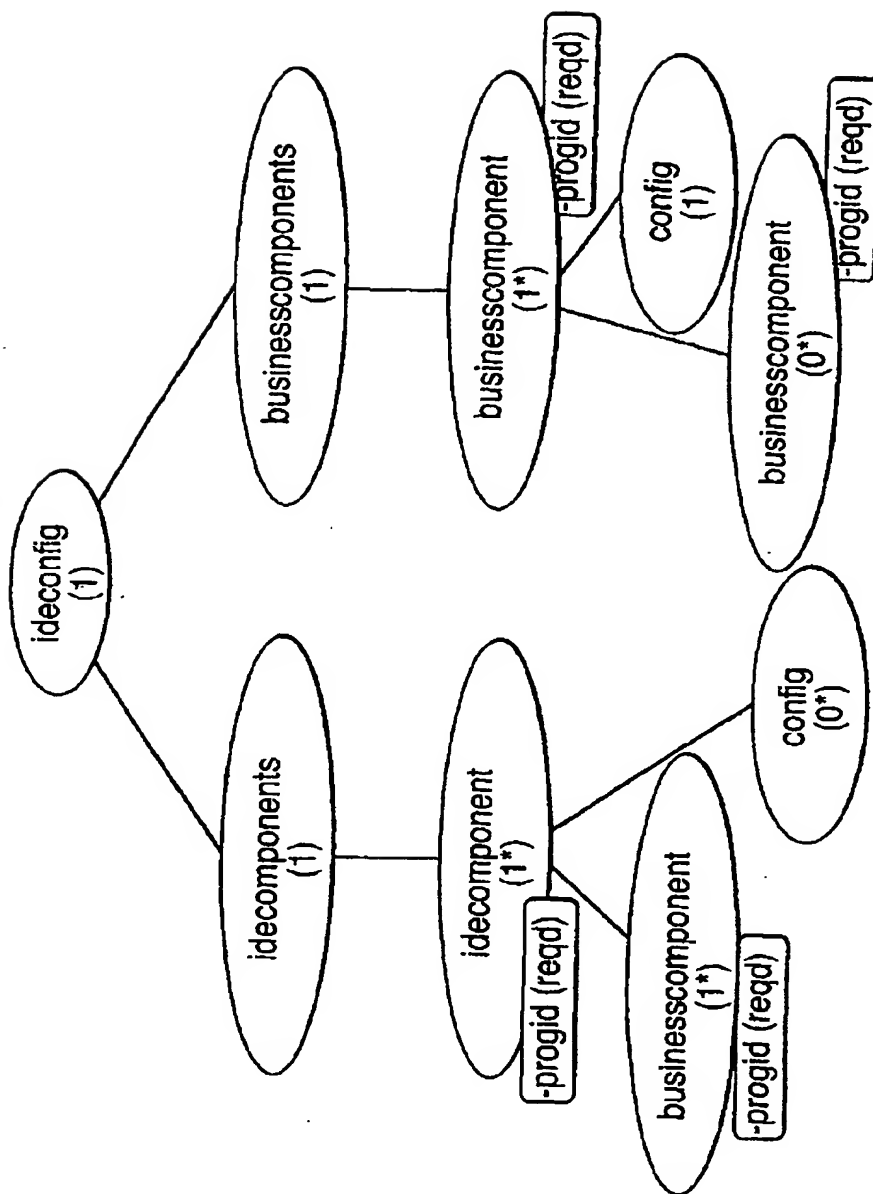 ideconfig
(1)
idecomponents
(1)
businesscomponents
(1)
idecomponent
(1*)
-progid (reqd)
businesscomponent
(1*)
-progid (reqd)
businesscomponent
(1*)
-progid (reqd)
config
(0*)
businesscomponent
(0*)
-progid (reqd)
config
(1)